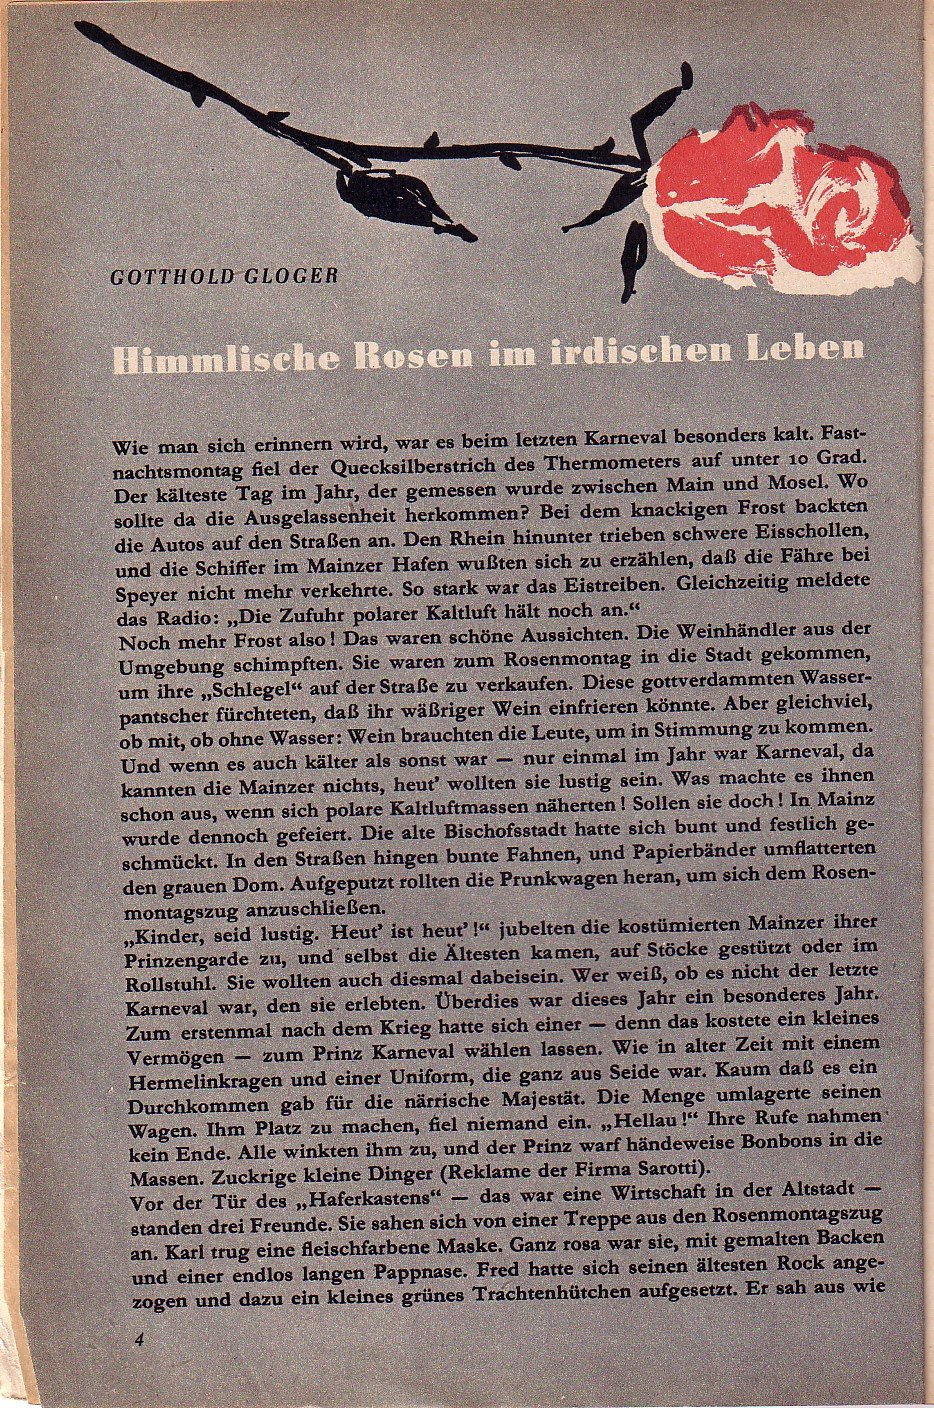 GOTTHOLD GLOGER
Himmlische Rosen im irdischen Leben
Wie man sich erinnern wird, war es beim letzten Karneval besonders kalt. Fast-
nachtsmontag fiel der Quecksilberstrich des Thermometers auf unter 10 Grad.
Der kälteste Tag im Jahr, der gemessen wurde zwischen Main und Mosel. Wo
sollte da die Ausgelassenheit herkommen? Bei dem knackigen Frost backten
die Autos auf den Straßen an. Den Rhein hinunter trieben schwere Eisschollen,
und die Schiffer im Mainzer Hafen wußten sich zu erzählen, daß die Fähre bei
Speyer nicht mehr verkehrte. So stark war das Eistreiben. Gleichzeitig meldete
das Radio: „Die Zufuhr polarer Kaltluft hält noch an.“
Noch mehr Frost also! Das waren schöne Aussichten. Die Weinhändler aus der
Umgebung schimpften. Sie waren zum Rosenmontag in die Stadt gekommen,
um ihre „Schlegel“ auf der Straße zu verkaufen. Diese gottverdammten Wasser-
pantscher fürchteten, daß ihr wäßriger Wein einfrieren könnte. Aber gleichviel,
ob mit, ob ohne Wasser: Wein brauchten die Leute, um in Stimmung zu kommen.
Und wenn es auch kälter als sonst war — nur einmal im Jahr war Karneval, da
kannten die Mainzer nichts, heut’ wollten sie lustig sein. Was machte es ihnen
schon aus, wenn sich polare Kaltluftmassen näherten! Sollen sie doch! In Mainz
wurde dennoch gefeiert. Die alte Bischofsstadt hatte sich bunt und festlich ge-
schmückt. In den Straßen hingen bunte Fahnen, und Papierbänder umflatterten
den grauen Dom. Aufgeputzt rollten die Prunkwagen heran, um sich dem Rosen-
montagszug anzuschließen.
„Kinder, seid lustig. Heut’ ist heut’!“ jubelten die kostümierten Mainzer ihrer
Prinzengarde zu, und selbst die Ältesten kamen, auf Stöcke gestützt oder im
Rollstuhl. Sie wollten auch diesmal dabeisein. Wer weiß, ob es nicht der letzte
Karneval war, den sie erlebten. Überdies war dieses Jahr ein besonderes Jahr.
Zum erstenmal nach dem Krieg hatte sich einer — denn das kostete ein kleines
Vermögen — zum Prinz Karneval wählen lassen. Wie in alter Zeit mit einem
Hermelinkragen und einer Uniform, die ganz aus Seide war. Kaum daß es ein
Durchkommen gab für die närrische Majestät. Die Menge umlagerte seinen
Wagen. Ihm Platz zu machen, fiel niemand ein. „Hellau!“ Ihre Rufe nahmen
kein Ende. Alle winkten ihm zu, und der Prinz warf händeweise Bonbons in die
Massen. Zuckrige kleine Dinger (Reklame der Firma Sarotti).
Vor der Tür des „Haferkastens“ — das war eine Wirtschaft in der Altstadt —
standen drei Freunde. Sie sahen sich von einer Treppe aus den Rosenmontagszug
an. Karl trug eine fleischfarbene Maske. Ganz rosa war sie, mit gemalten Backen
und einer endlos langen Pappnase. Fred hatte sich seinen ältesten Rock ange-
zogen und dazu ein kleines grünes Trachtenhütchen aufgesetzt. Er sah aus wie
4